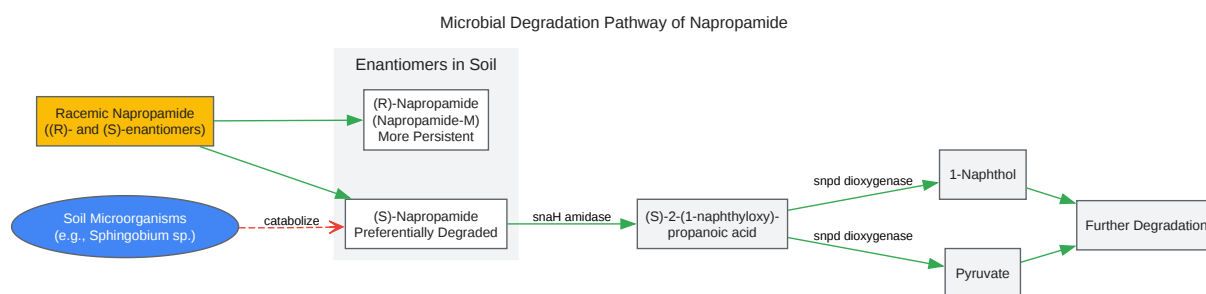 Microbial Degradation Pathway of Napropamide
Enantiomers in Soil
Racemic Napropamide
((R)- and (S)-enantiomers)
(R)-Napropamide
(Napropamide-M)
More Persistent
Soil Microorganisms
(e.g., Sphingobium sp.)
catabolize
(S)-Napropamide
Preferentially Degraded
snaH amidase
(S)-2-(1-naphthyloxy)-
propanoic acid
snpd dioxygenase
1-Naphthol
snpd dioxygenase
Pyruvate
Further Degradation